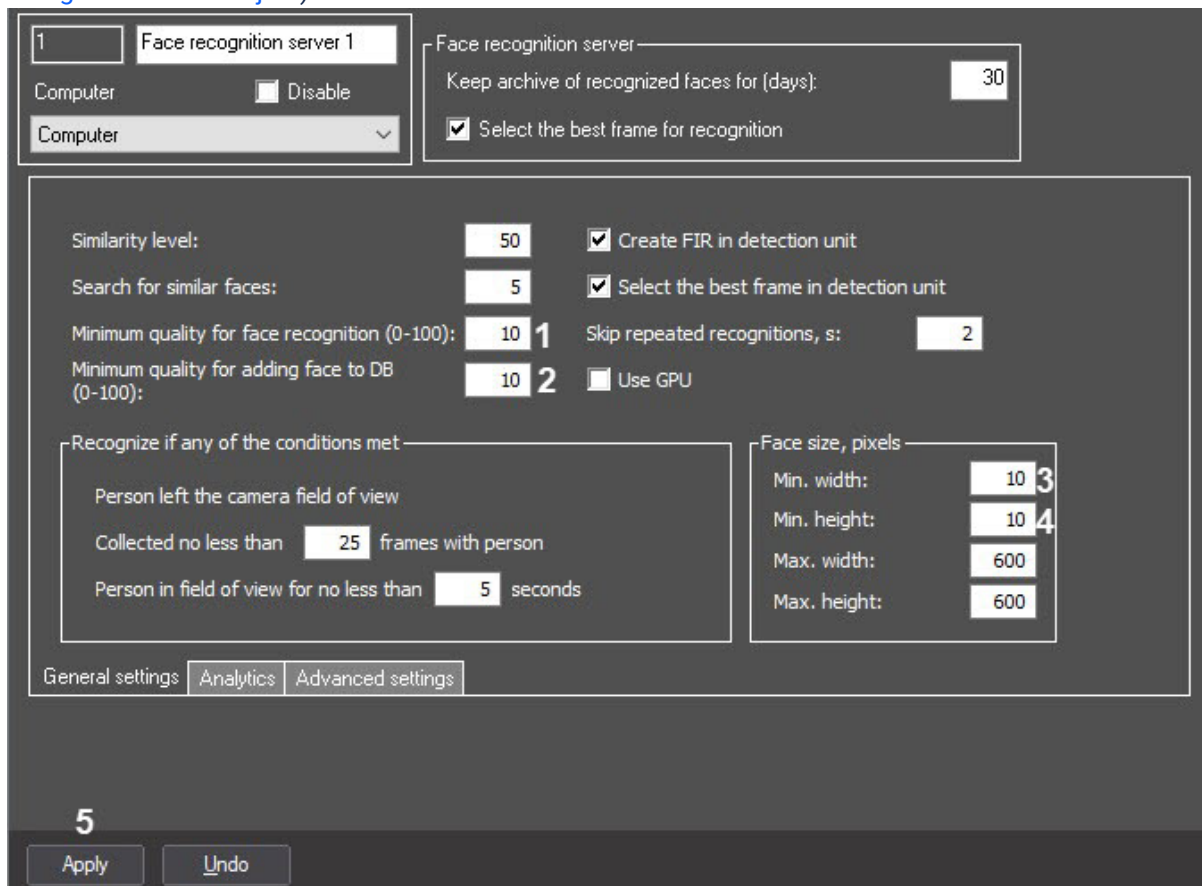 1
Face recognition server 1
Computer
Disable
Computer
Face recognition server
Keep archive of recognized faces for (days):
30
Select the best frame for recognition
Similarity level:
50
Create FIR in detection unit
Search for similar faces:
5
Select the best frame in detection unit
Minimum quality for face recognition (0-100):
10
1
Skip repeated recognitions, s:
2
Minimum quality for adding face to DB
(0-100):
10
2
Use GPU
Recognize if any of the conditions met
Person left the camera field of view
Collected no less than 25 frames with person
Person in field of view for no less than 5 seconds
Face size, pixels
Min. width:
10
3
Min. height:
10
4
Max. width:
600
Max. height:
600
General settings
Analytics
Advanced settings
5
Apply
Undo